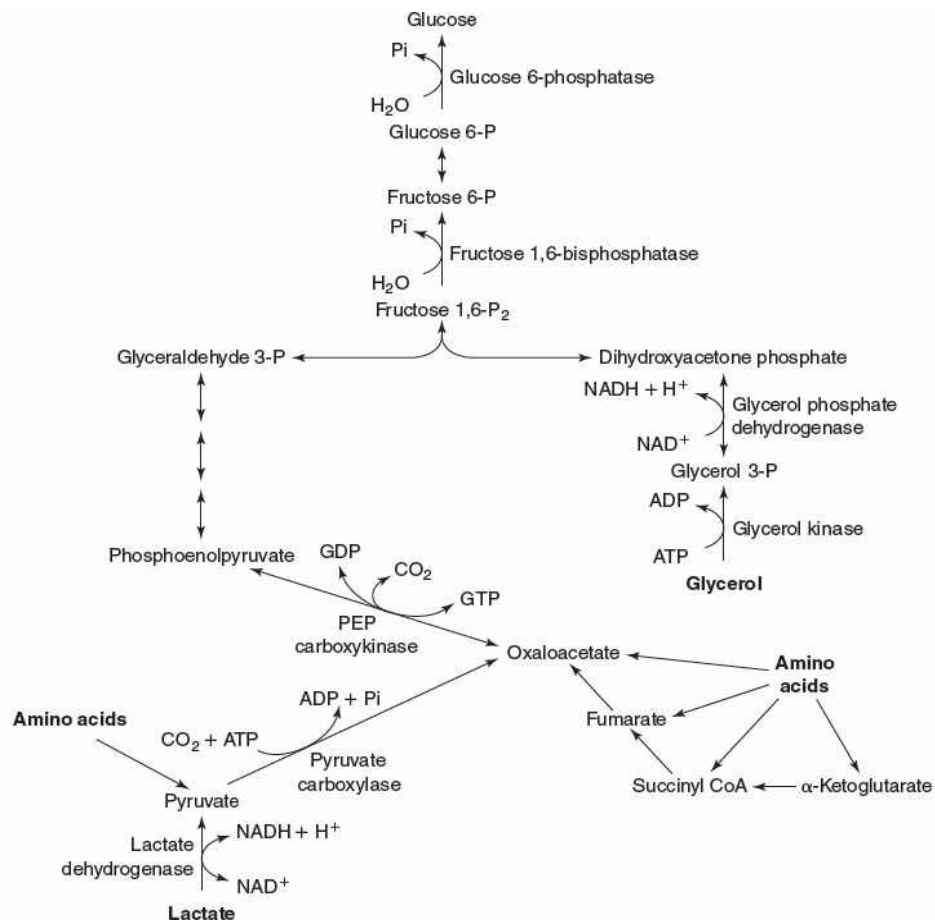 Glucose
Pi
Glucose 6-phosphatase
H₂O
Glucose 6-P
Fructose 6-P
Pi
Fructose 1,6-bisphosphatase
H₂O
Fructose 1,6-P₂
Glyceraldehyde 3-P
Dihydroxyacetone phosphate
NADH + H⁺
Glycerol phosphate
dehydrogenase
NAD⁺
Glycerol 3-P
ADP
Glycerol kinase
ATP
Glycerol
Phosphoenolpyruvate
GDP
CO₂
GTP
PEP
carboxykinase
Oxaloacetate
Amino
acids
Amino acids
ADP + Pi
Fumarate
CO₂ + ATP
Pyruvate
carboxylase
Succinyl CoA
α-Ketoglutarate
Pyruvate
NADH + H⁺
Lactate
dehydrogenase
NAD⁺
Lactate